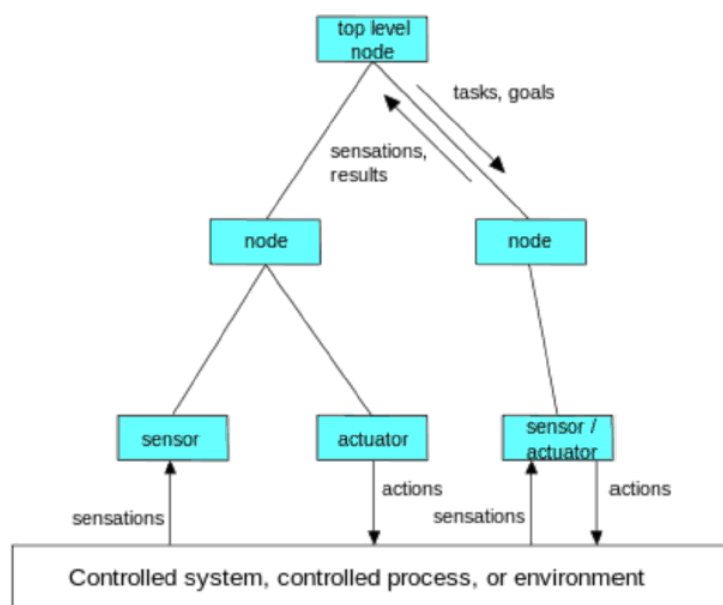 top level
node
tasks, goals
sensations,
results
node
node
sensor
actuator
sensor /
actuator
actions
actions
sensations
sensations
Controlled system, controlled process, or environment